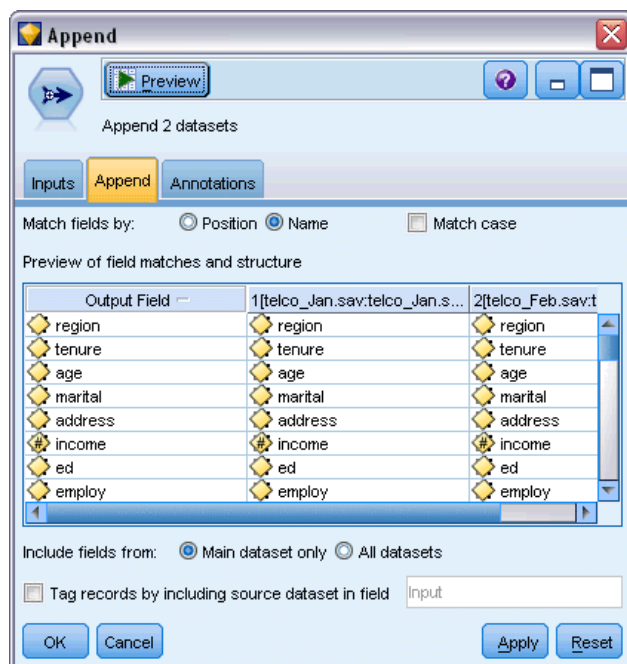 Append
Preview
Append 2 datasets
Inputs Append Annotations
Match fields by: Position Name Match case
Preview of field matches and structure
Output Field 1[telco_Jan.sav:telco_Jan.s... 2[telco_Feb.sav:t
region region region
tenure tenure tenure
age age age
marital marital marital
address address address
income income income
ed ed ed
employ employ employ
Include fields from: Main dataset only All datasets
Tag records by including source dataset in field Input
OK Cancel Apply Reset